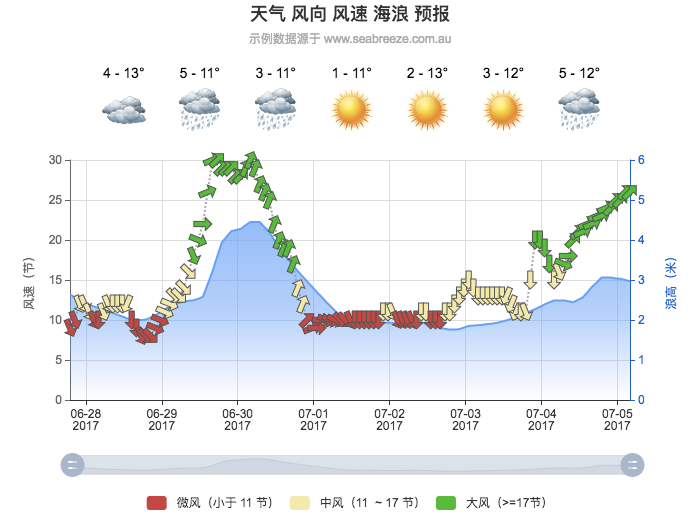 天气 风向 风速 海浪 预报
示例数据源于 www.seabreeze.com.au
4 - 13° 5 - 11° 3 - 11° 1 - 11° 2 - 13° 3 - 12° 5 - 12°
风速（节）
30
25
20
15
10
5
0
6
5
4
3
2
1
0
浪高（米）
06-28 06-29 06-30 07-01 07-02 07-03 07-04 07-05
2017 2017 2017 2017 2017 2017 2017 2017
微风（小于 11 节） 中风（11 ~ 17 节） 大风（>=17节）